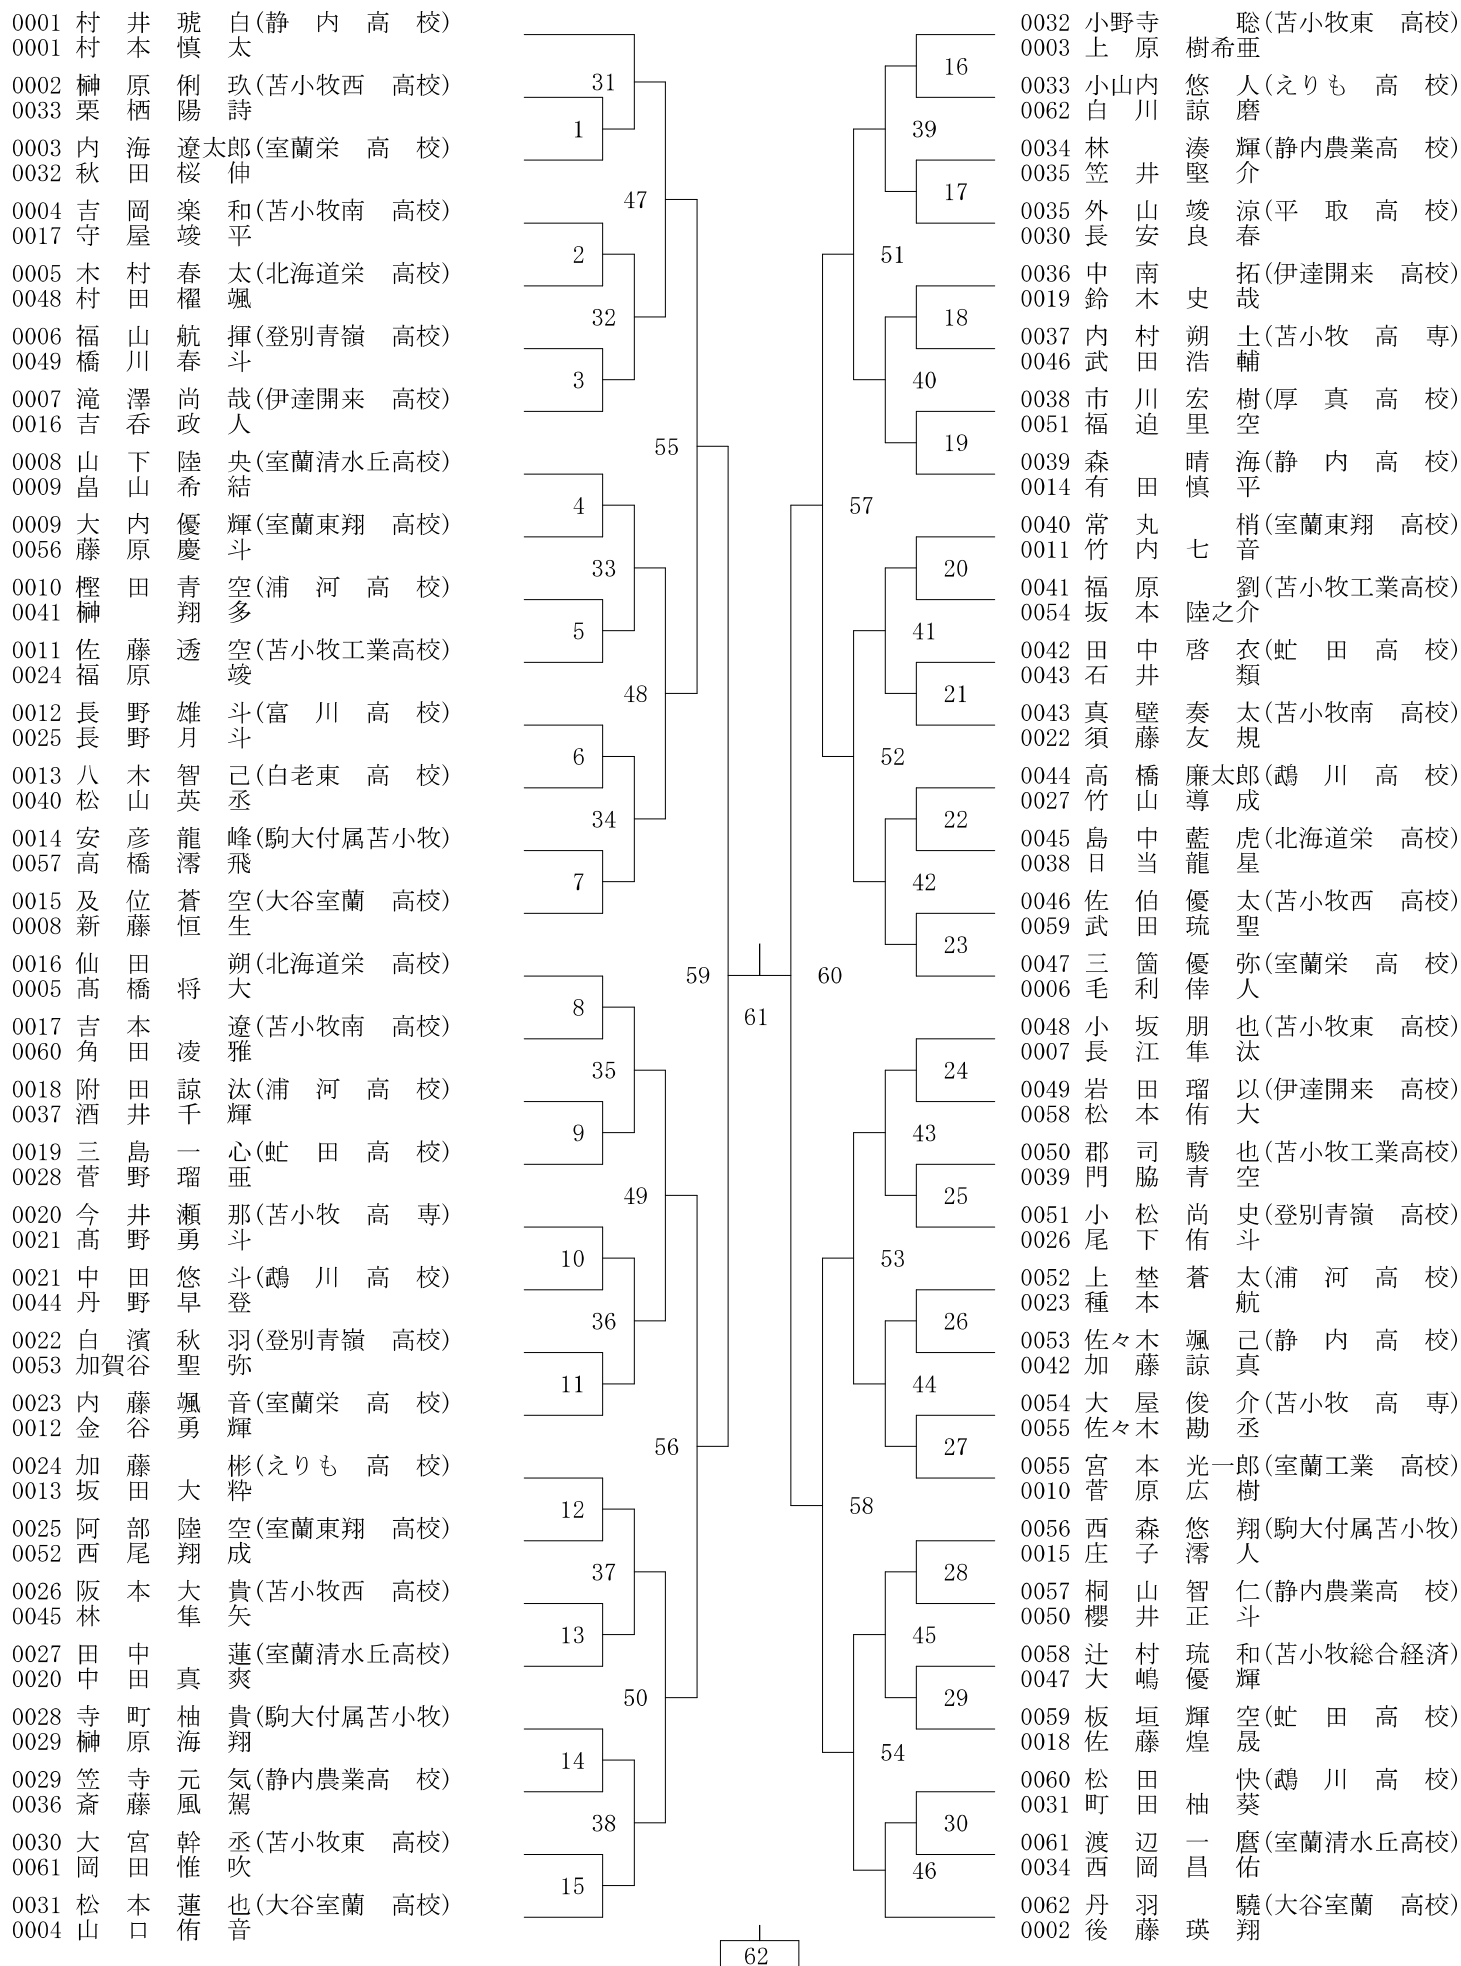 0001 村 井 琥 白(静 内 高 校)
0001 村 本 慎 太
0002 榊 原 俐 玖(苫小牧西 高校)
0033 栗 栖 陽 詩
0003 内 海 遼太郎(室蘭栄 高 校)
0032 秋 田 桜 伸
0004 吉 岡 楽 和(苫小牧南 高校)
0017 守 屋 竣 平
0005 木 村 春 太(北海道栄 高校)
0048 村 田 櫂 颯
0006 福 山 航 揮(登別青嶺 高校)
0049 橋 川 春 斗
0007 滝 澤 尚 哉(伊達開来 高校)
0016 吉 呑 政 人
0008 山 下 陸 央(室蘭清水丘高校)
0009 畠 山 希 結
0009 大 内 優 輝(室蘭東翔 高校)
0056 藤 原 慶 斗
0010 樫 田 青 空(浦 河 高 校)
0041 榊 翔 多
0011 佐 藤 透 空(苫小牧工業高校)
0024 福 原 竣
0012 長 野 雄 斗(富 川 高 校)
0025 長 野 月 斗
0013 八 木 智 己(白老東 高 校)
0040 松 山 英 丞
0014 安 彦 龍 峰(駒大付属苫小牧)
0057 高 橋 澪 飛
0015 及 位 蒼 空(大谷室蘭 高校)
0008 新 藤 恒 生
0016 仙 田 朔(北海道栄 高校)
0005 髙 橋 将 大
0017 吉 本 遼(苫小牧南 高校)
0060 角 田 凌 雅
0018 附 田 諒 汰(浦 河 高 校)
0037 酒 井 千 輝
0019 三 島 一 心(虻 田 高 校)
0028 菅 野 瑠 亜
0020 今 井 瀬 那(苫小牧 高 専)
0021 髙 野 勇 斗
0021 中 田 悠 斗(鵡 川 高 校)
0044 丹 野 早 登
0022 白 濱 秋 羽(登別青嶺 高校)
0053 加賀谷 聖 弥
0023 内 藤 颯 音(室蘭栄 高 校)
0012 金 谷 勇 輝
0024 加 藤 彬(えりも 高 校)
0013 坂 田 大 粋
0025 阿 部 陸 空(室蘭東翔 高校)
0052 西 尾 翔 成
0026 阪 本 大 貴(苫小牧西 高校)
0045 林 隼 矢
0027 田 中 蓮(室蘭清水丘高校)
0020 中 田 真 爽
0028 寺 町 柚 貴(駒大付属苫小牧)
0029 榊 原 海 翔
0029 笠 寺 元 気(静内農業高 校)
0036 斎 藤 風 駕
0030 大 宮 幹 丞(苫小牧東 高校)
0061 岡 田 惟 吹
0031 松 本 蓮 也(大谷室蘭 高校)
0004 山 口 侑 音
31
1
47
2
32
3
55
4
33
5
48
6
34
7
59
8
35
9
49
10
36
11
56
12
37
13
50
14
38
15
61
62
60
16
39
17
51
18
40
19
57
20
41
21
52
22
42
23
24
43
25
53
26
44
27
58
28
45
29
54
30
46
0032 小野寺 聡(苫小牧東 高校)
0003 上 原 樹希亜
0033 小山内 悠 人(えりも 高 校)
0062 白 川 諒 磨
0034 林 湊 輝(静内農業高 校)
0035 笠 井 堅 介
0035 外 山 竣 涼(平 取 高 校)
0030 長 安 良 春
0036 中 南 拓(伊達開来 高校)
0019 鈴 木 史 哉
0037 内 村 朔 土(苫小牧 高 専)
0046 武 田 浩 輔
0038 市 川 宏 樹(厚 真 高 校)
0051 福 迫 里 空
0039 森 晴 海(静 内 高 校)
0014 有 田 慎 平
0040 常 丸 梢(室蘭東翔 高校)
0011 竹 内 七 音
0041 福 原 劉(苫小牧工業高校)
0054 坂 本 陸之介
0042 田 中 啓 衣(虻 田 高 校)
0043 石 井 類
0043 真 壁 奏 太(苫小牧南 高校)
0022 須 藤 友 規
0044 高 橋 廉太郎(鵡 川 高 校)
0027 竹 山 導 成
0045 島 中 藍 虎(北海道栄 高校)
0038 日 当 龍 星
0046 佐 伯 優 太(苫小牧西 高校)
0059 武 田 琉 聖
0047 三 箇 優 弥(室蘭栄 高 校)
0006 毛 利 倖 人
0048 小 坂 朋 也(苫小牧東 高校)
0007 長 江 隼 汰
0049 岩 田 瑠 以(伊達開来 高校)
0058 松 本 侑 大
0050 郡 司 駿 也(苫小牧工業高校)
0039 門 脇 青 空
0051 小 松 尚 史(登別青嶺 高校)
0026 尾 下 侑 斗
0052 上 埜 蒼 太(浦 河 高 校)
0023 種 本 航
0053 佐々木 颯 己(静 内 高 校)
0042 加 藤 諒 真
0054 大 屋 俊 介(苫小牧 高 専)
0055 佐々木 勘 丞
0055 宮 本 光一郎(室蘭工業 高校)
0010 菅 原 広 樹
0056 西 森 悠 翔(駒大付属苫小牧)
0015 庄 子 澪 人
0057 桐 山 智 仁(静内農業高 校)
0050 櫻 井 正 斗
0058 辻 村 琉 和(苫小牧総合経済)
0047 大 嶋 優 輝
0059 板 垣 輝 空(虻 田 高 校)
0018 佐 藤 煌 晟
0060 松 田 快(鵡 川 高 校)
0031 町 田 柚 葵
0061 渡 辺 一 麿(室蘭清水丘高校)
0034 西 岡 昌 佑
0062 丹 羽 驍(大谷室蘭 高校)
0002 後 藤 瑛 翔